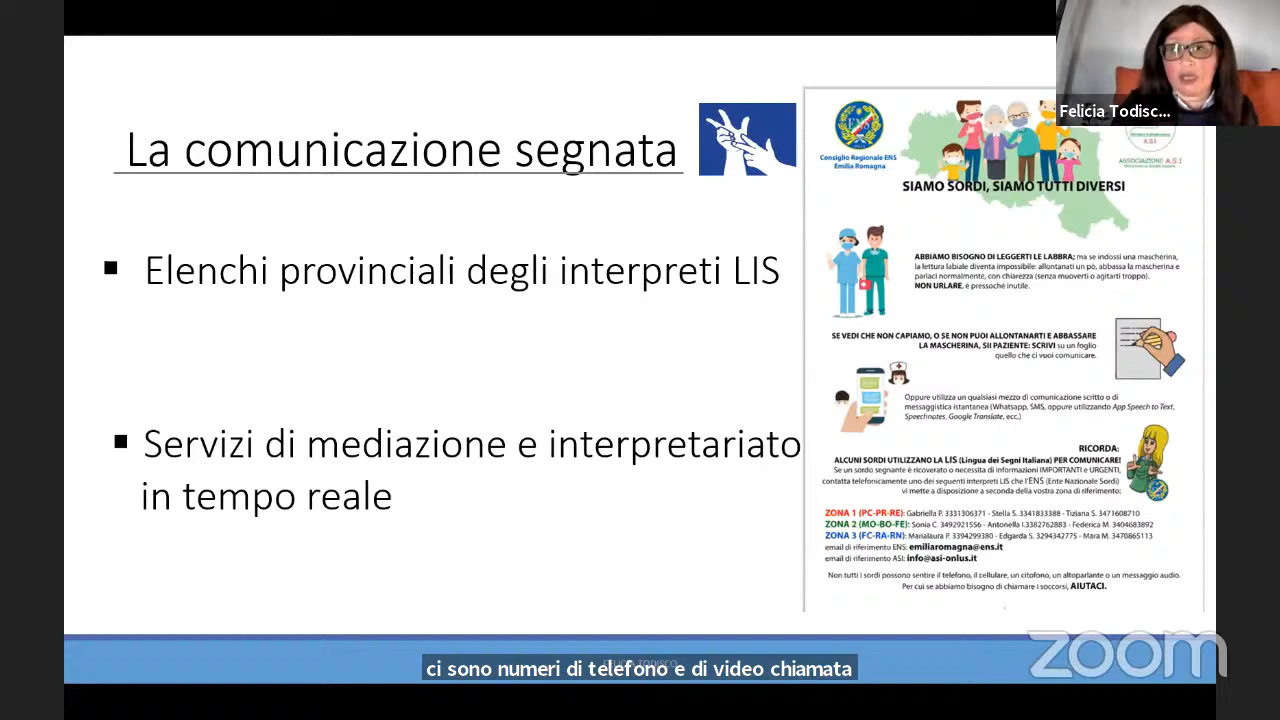 Felicia Todisc...
La comunicazione segnata
Elenchi provinciali degli interpreti LIS
Servizi di mediazione e interpretariato
in tempo reale
ENS
Consiglio Regionale ENS
Emilia Romagna
A.S.I
ASSOCIAZIONE A.S.I
SIAMO SORDI, SIAMO TUTTI DIVERSI
ABBIAMO BISOGNO DI LEGGERTI LE LABBRA; ma se indossi una mascherina,
la lettura labiale diventa impossibile: allontanati un pò, abbassa la mascherina e
parlaci normalmente, con chiarezza (senza muoverti o agitarti troppo).
NON URLARE, è pressoché inutile.
SE VEDI CHE NON CAPIAMO, O SE NON PUOI ALLONTANARTI E ABBASSARE
LA MASCHERINA, SII PAZIENTE: SCRIVI su un foglio
quello che ci vuoi comunicare.
Oppure utilizza un qualsiasi mezzo di comunicazione scritto o di
messaggistica istantanea (Whatsapp, SMS, oppure utilizzando App Speech to Text,
Speechnotes, Google Translate, ecc.)
RICORDA:
ALCUNI SORDI UTILIZZANO LA LIS (Lingua dei Segni Italiana) PER COMUNICARE!
Se un sordo segnante è ricoverato o necessita di informazioni IMPORTANTI e URGENTI,
contatta telefonicamente uno dei seguenti interpreti LIS che l'ENS (Ente Nazionale Sordi)
vi mette a disposizione a seconda della vostra zona di riferimento:
ZONA 1 (PC-PR-RE): Gabriella P. 3331306371 - Stella S. 3341833388 - Tiziana S. 3471608710
ZONA 2 (MO-BO-FE): Sonia C. 3492921556 - Antonella I.3382762883 - Federica M. 3404683892
ZONA 3 (FC-RA-RN): Marialaura P. 3394299380 - Edgarda S. 3294342775 - Mara M. 3470865113
email di riferimento ENS: emiliaromagna@ens.it
email di riferimento ASI: info@asi-onlus.it
Non tutti i sordi possono sentire il telefono, il cellulare, un citofono, un altoparlante o un messaggio audio.
Per cui se abbiamo bisogno di chiamare i soccorsi, AIUTACI.
ci sono numeri di telefono e di video chiamata
zoom